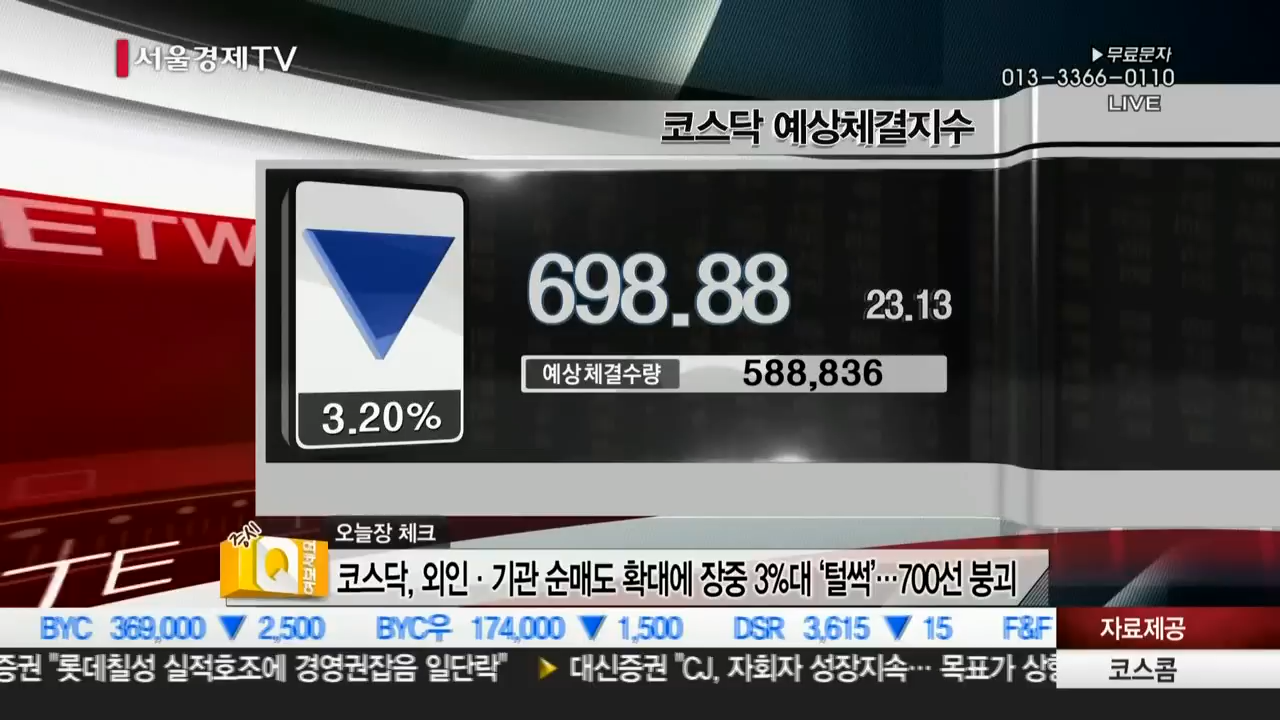 서울경제TV
▶무료문자
013-3366-0110
LIVE
코스닥 예상체결지수
ETW
698.88 23.13
예상체결수량 588,836
3.20%
TE
증시
Q
오늘장 체크
코스닥, 외인·기관 순매도 확대에 장중 3%대 ‘털썩’…700선 붕괴
BYC 369,000 ▼ 2,500 BYC우 174,000 ▼ 1,500 DSR 3,615 ▼ 15 F&F
자료제공
증권 "롯데칠성 실적호조에 경영권잡음 일단락" ▶ 대신증권 "CJ, 자회사 성장지속… 목표가 상향
코스콤